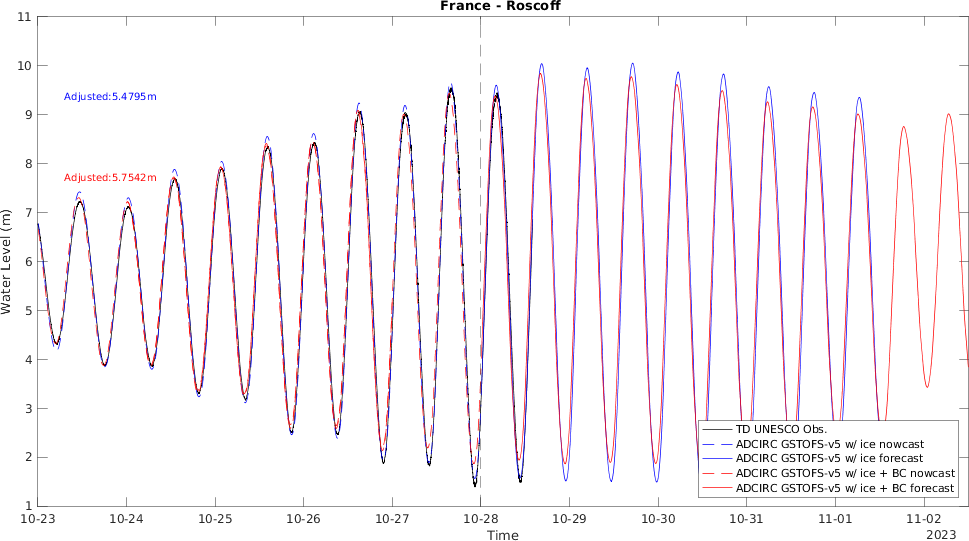 France - Roscoff
11
10
9
8
7
6
5
4
3
2
1
Water Level (m)
Adjusted:5.4795m
Adjusted:5.7542m
TD UNESCO Obs.
ADCIRC GSTOFS-v5 w/ ice nowcast
ADCIRC GSTOFS-v5 w/ ice forecast
ADCIRC GSTOFS-v5 w/ ice + BC nowcast
ADCIRC GSTOFS-v5 w/ ice + BC forecast
10-23 10-24 10-25 10-26 10-27 10-28 10-29 10-30 10-31 11-01 11-02
Time
2023